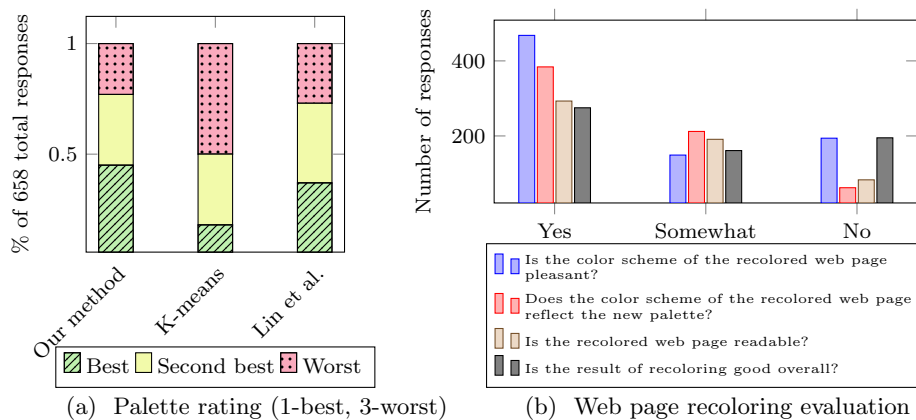 % of 658 total responses
1
0.5
Our method
K-means
Lin et al.
Best
Second best
Worst
(a) Palette rating (1-best, 3-worst)
Number of responses
400
200
Yes
Somewhat
No
Is the color scheme of the recolored web page
pleasant?
Does the color scheme of the recolored web page
reflect the new palette?
Is the recolored web page readable?
Is the result of recoloring good overall?
(b) Web page recoloring evaluation